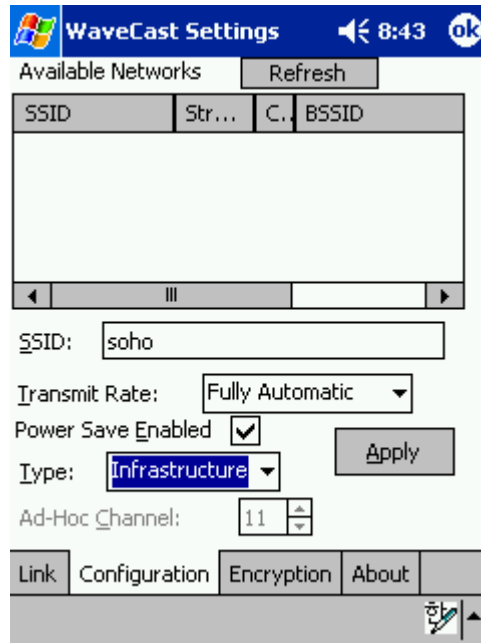 WaveCast Settings 8:43 ok
Available Networks Refresh
SSID Str... C.. BSSID
SSID: soho
Transmit Rate: Fully Automatic
Power Save Enabled
Apply
Type: Infrastructure
Ad-Hoc Channel: 11
Link Configuration Encryption About
한